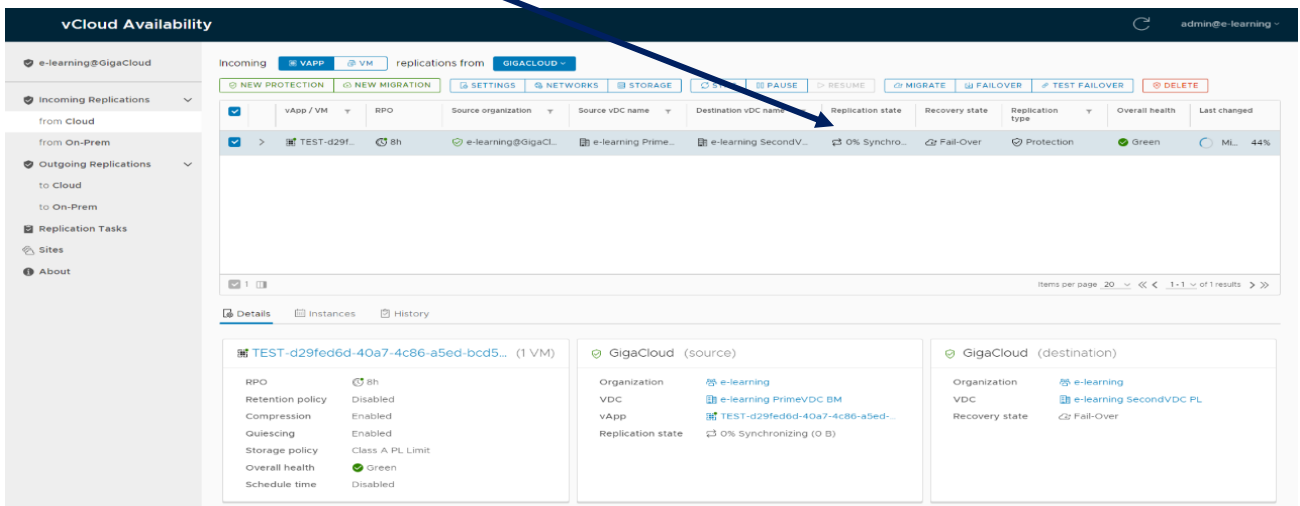 vCloud Availability
admin@e-learning
e-learning@GigaCloud
Incoming Replications
from Cloud
from On-Prem
Outgoing Replications
to Cloud
to On-Prem
Replication Tasks
Sites
About
Incoming VAPP VM replications from GIGACLOUD
NEW PROTECTION NEW MIGRATION SETTINGS NETWORKS STORAGE PAUSE RESUME MIGRATE FAILOVER TEST FAILOVER DELETE
vApp / VM RPO Source organization Source vDC name Destination vDC name Replication state Recovery state Replication type Overall health Last changed
TEST-d29f... 8h e-learning@GigaCl... e-learning Prime... e-learning SecondV... 0% Synchro... Fail-Over Protection Green Mi... 44%
1 Items per page 20 1-1 of 1 results
Details Instances History
TEST-d29fed6d-40a7-4c86-a5ed-bcd5... (1 VM)
RPO 8h
Retention policy Disabled
Compression Enabled
Quiescing Enabled
Storage policy Class A PL Limit
Overall health Green
Schedule time Disabled
GigaCloud (source)
Organization e-learning
VDC e-learning PrimeVDC BM
vApp TEST-d29fed6d-40a7-4c86-a5ed-...
Replication state 0% Synchronizing (0 B)
GigaCloud (destination)
Organization e-learning
VDC e-learning SecondVDC PL
Recovery state Fail-Over